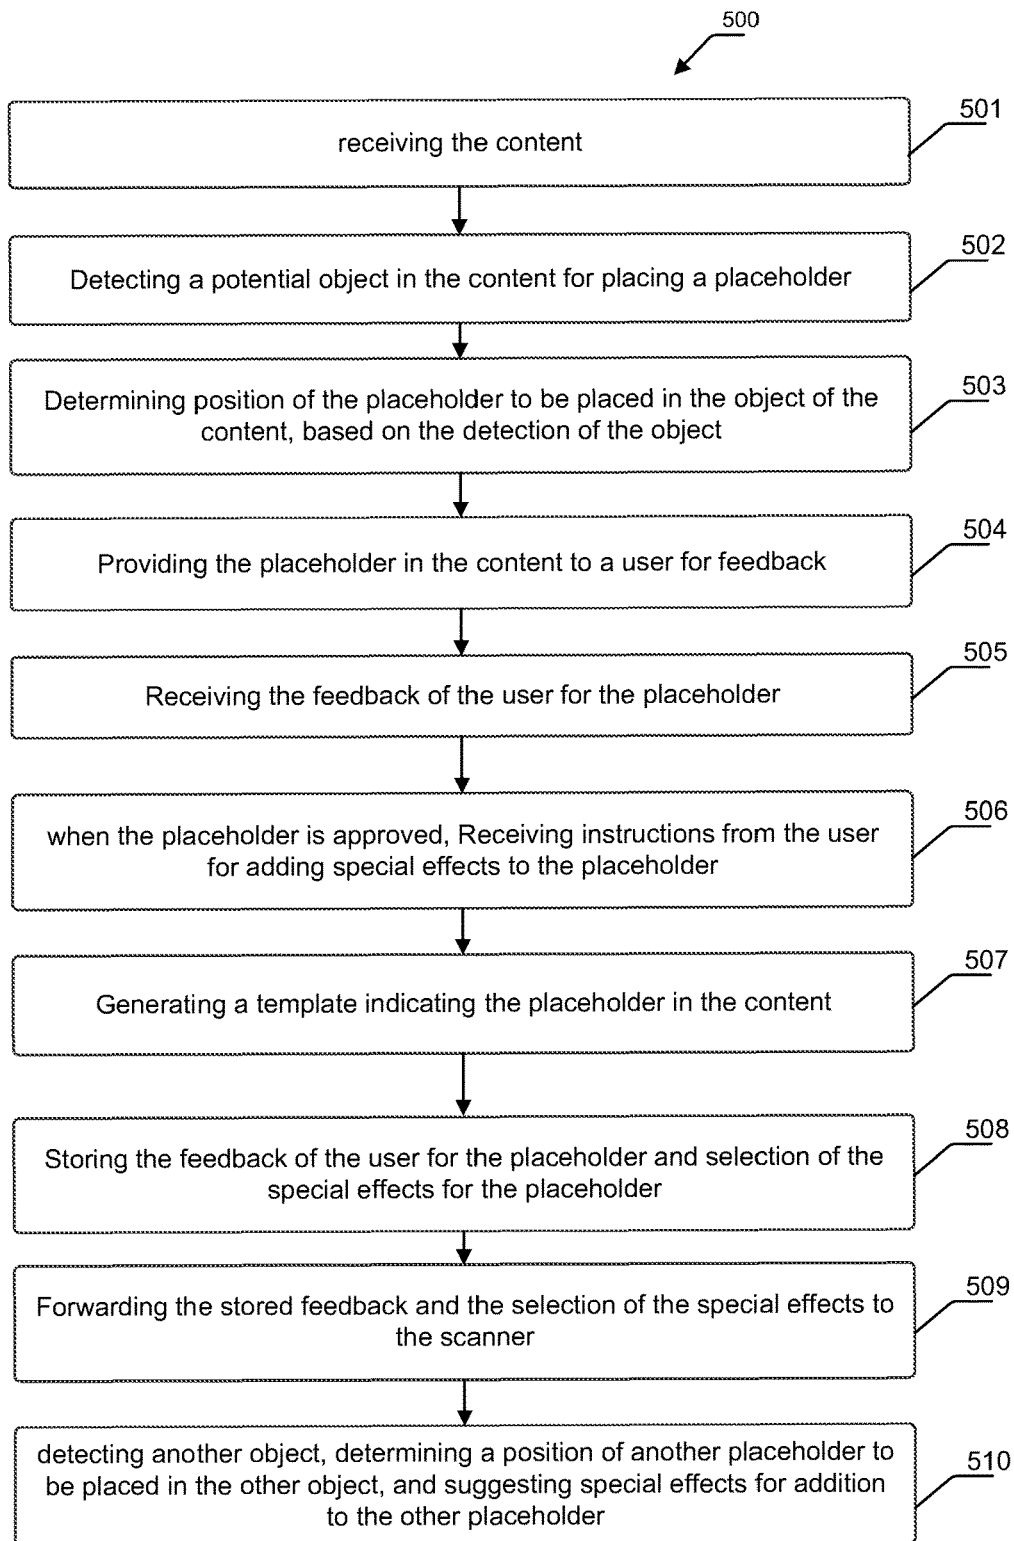 500
501
receiving the content
502
Detecting a potential object in the content for placing a placeholder
503
Determining position of the placeholder to be placed in the object of the
content, based on the detection of the object
504
Providing the placeholder in the content to a user for feedback
505
Receiving the feedback of the user for the placeholder
506
when the placeholder is approved, Receiving instructions from the user
for adding special effects to the placeholder
507
Generating a template indicating the placeholder in the content
508
Storing the feedback of the user for the placeholder and selection of the
special effects for the placeholder
509
Forwarding the stored feedback and the selection of the special effects to
the scanner
510
detecting another object, determining a position of another placeholder to
be placed in the other object, and suggesting special effects for addition
to the other placeholder